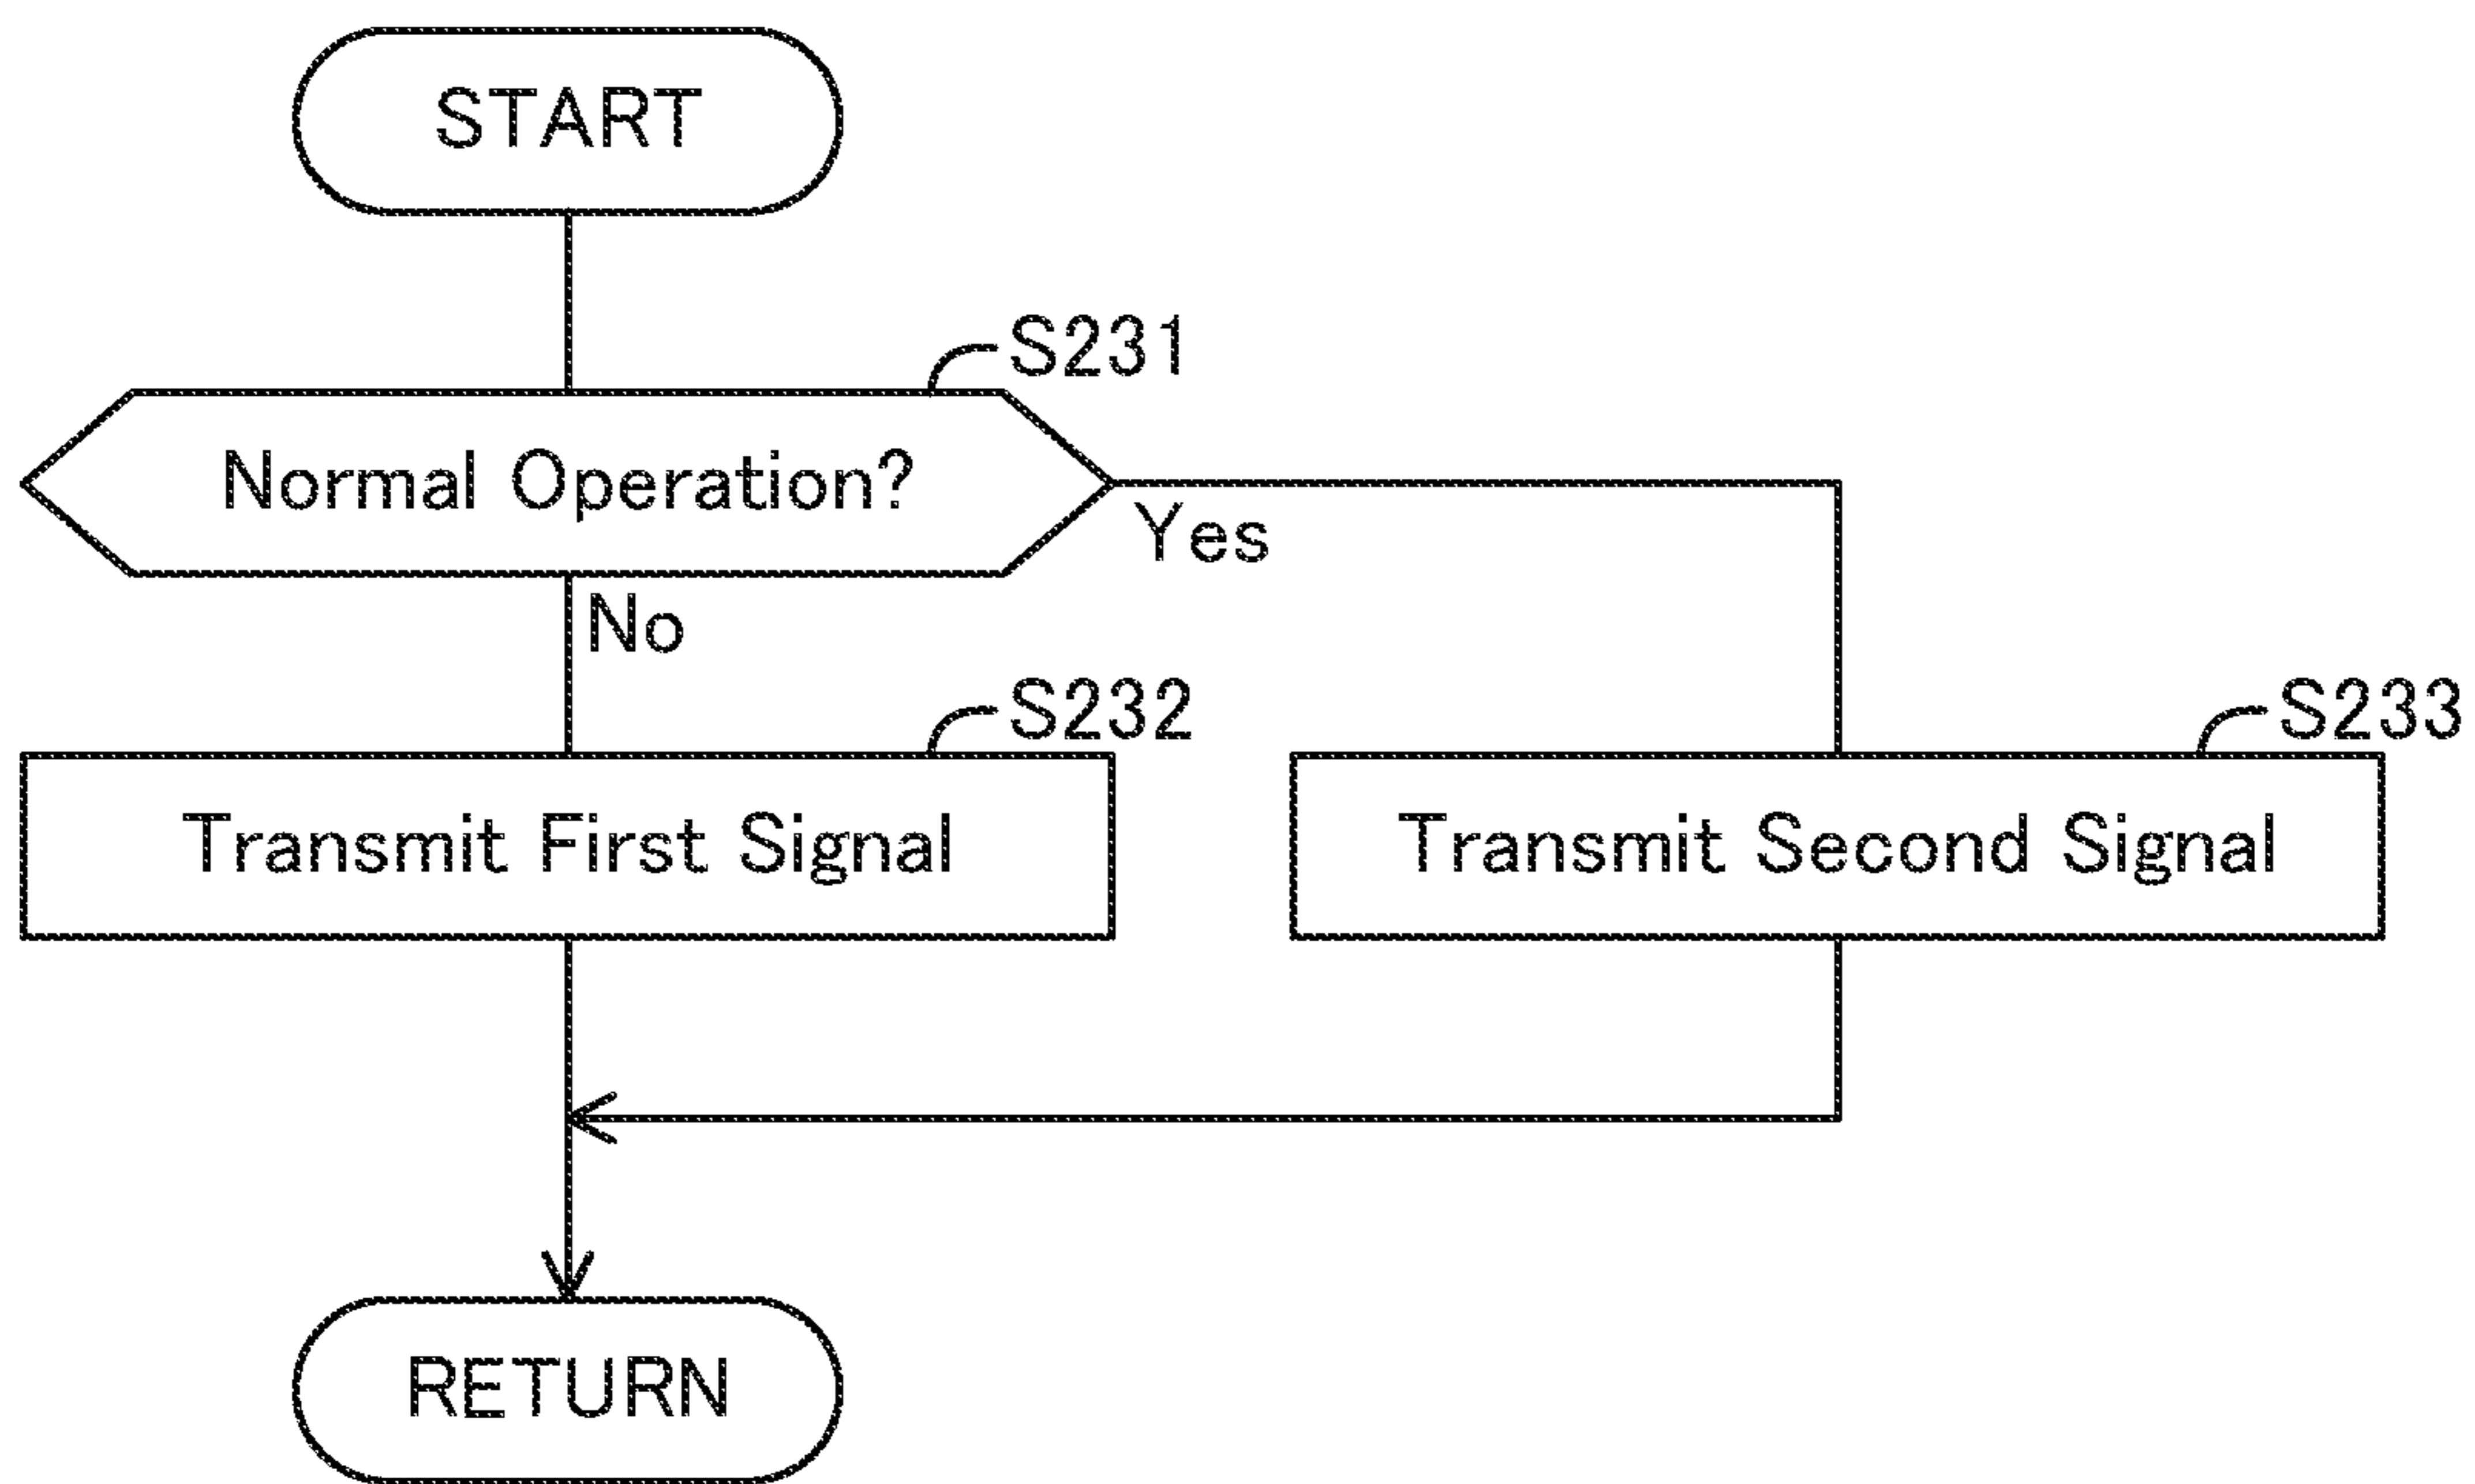 START
S231
Normal Operation?
Yes
No
S232
S233
Transmit First Signal
Transmit Second Signal
RETURN